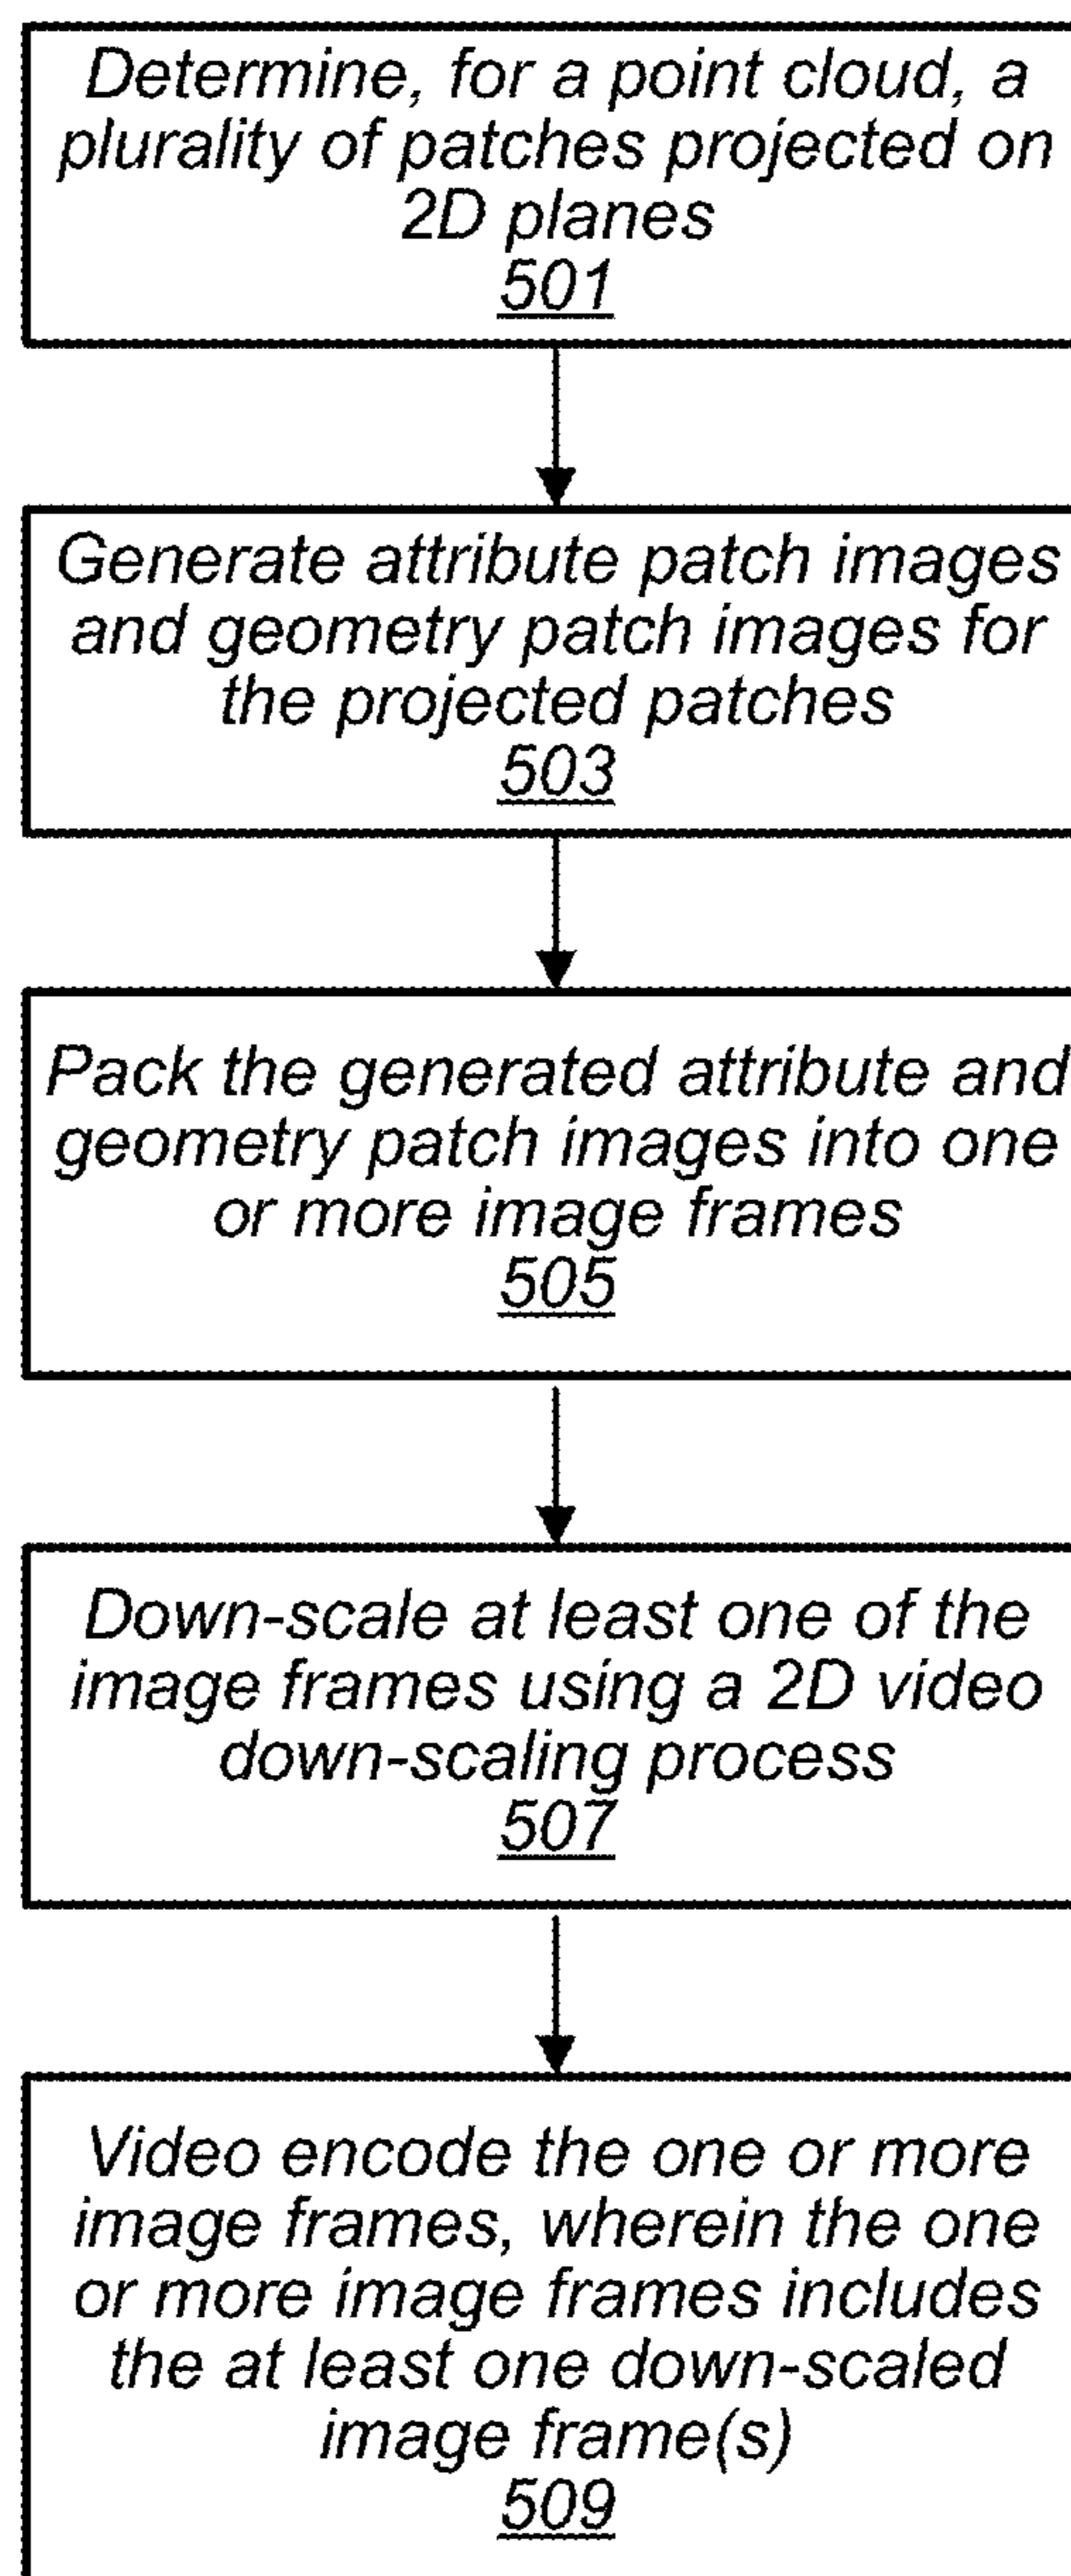 Determine, for a point cloud, a
plurality of patches projected on
2D planes
501
Generate attribute patch images
and geometry patch images for
the projected patches
503
Pack the generated attribute and
geometry patch images into one
or more image frames
505
Down-scale at least one of the
image frames using a 2D video
down-scaling process
507
Video encode the one or more
image frames, wherein the one
or more image frames includes
the at least one down-scaled
image frame(s)
509